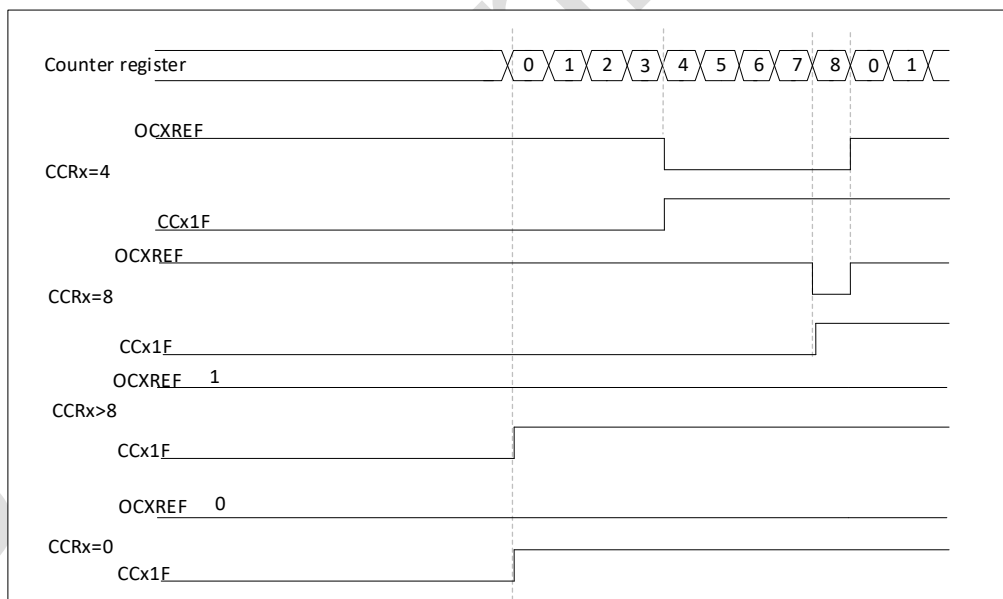 Counter register 0 1 2 3 4 5 6 7 8 0 1
OCXREF
CCRx=4
CCx1F
OCXREF
CCRx=8
CCx1F
OCXREF 1
CCRx>8
CCx1F
OCXREF 0
CCRx=0
CCx1F